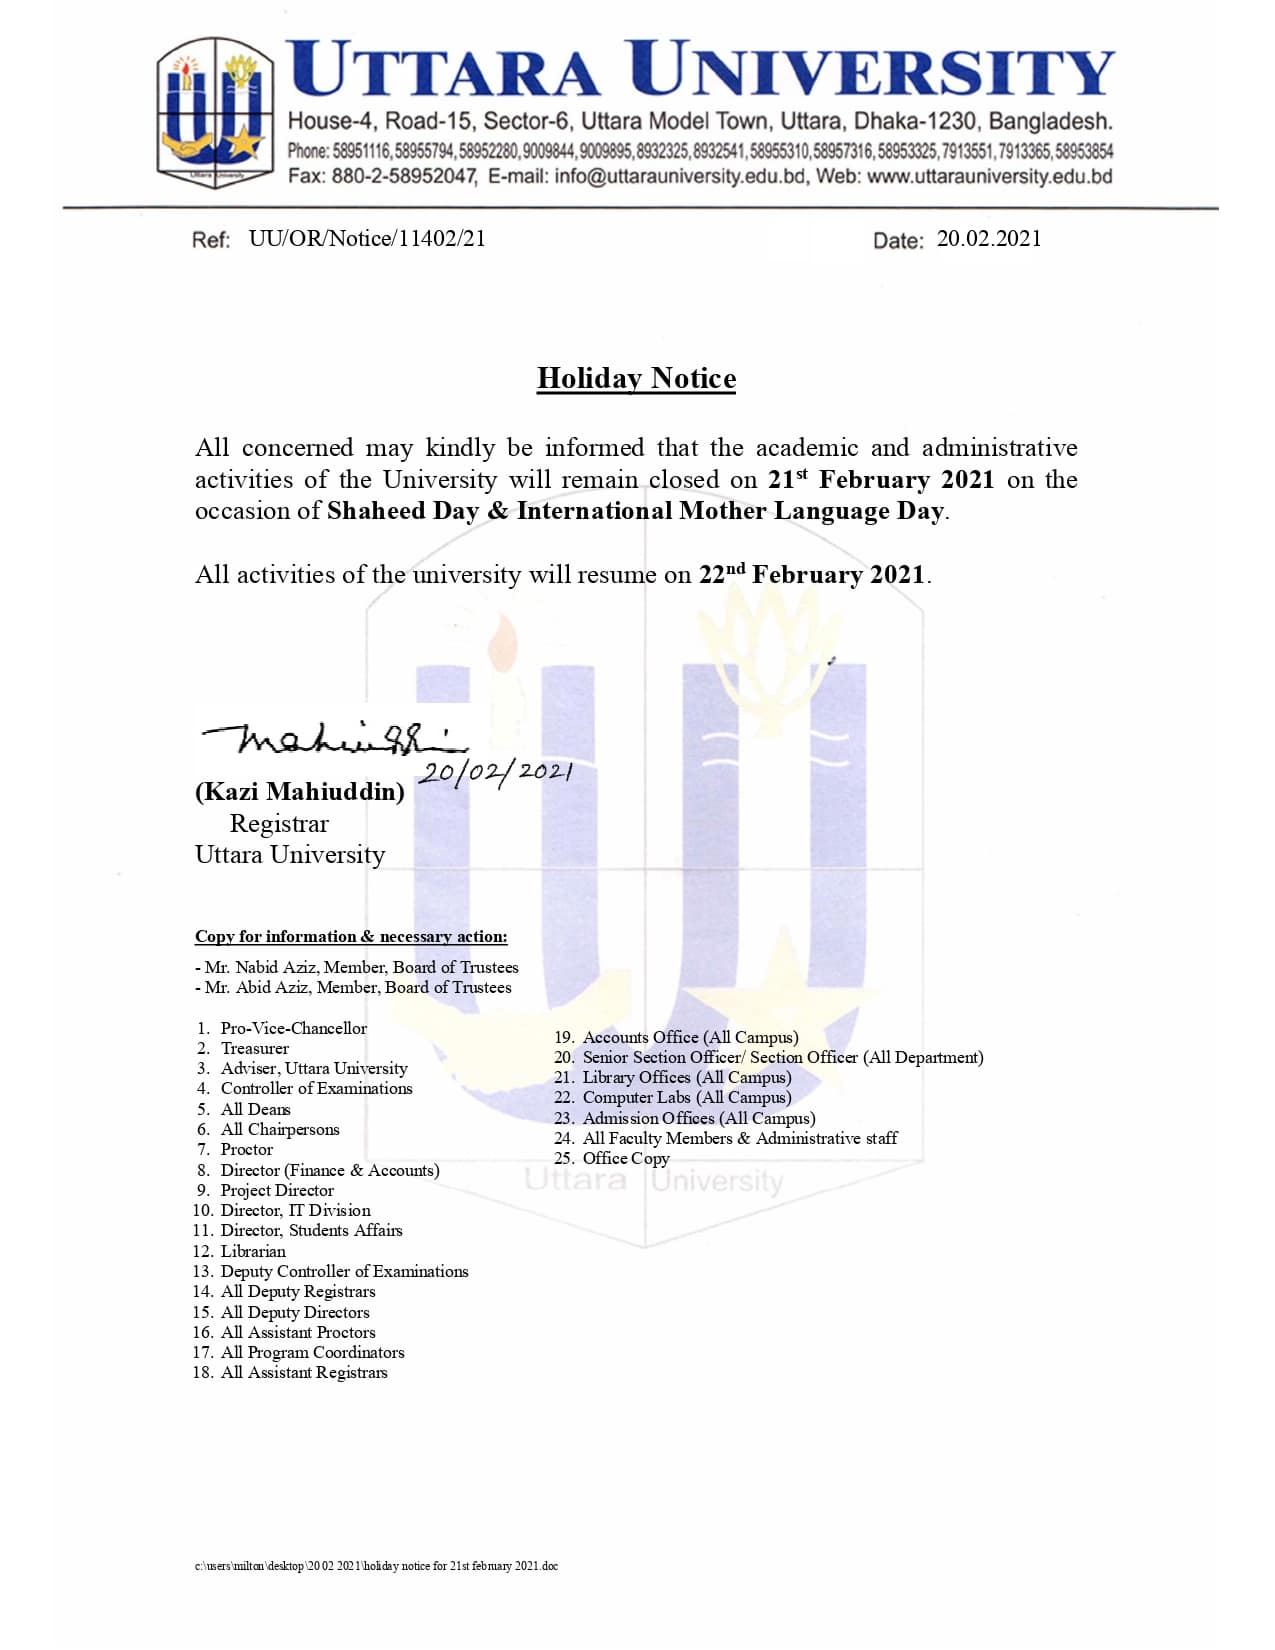 UTTARA UNIVERSITY
House-4, Road-15, Sector-6, Uttara Model Town, Uttara, Dhaka-1230, Bangladesh.
Phone: 58951116, 58955794, 58952280, 9009844, 9009895, 8932325, 8932541, 58955310, 58957316, 58953325, 7913551, 7913365, 58953854
Fax: 880-2-58952047, E-mail: info@uttarauniversity.edu.bd, Web: www.uttarauniversity.edu.bd
Uttara University
Ref: UU/OR/Notice/11402/21 Date: 20.02.2021
Holiday Notice
All concerned may kindly be informed that the academic and administrative
activities of the University will remain closed on 21st February 2021 on the
occasion of Shaheed Day & International Mother Language Day.
All activities of the university will resume on 22nd February 2021.
20/02/2021
(Kazi Mahiuddin)
Registrar
Uttara University
Copy for information & necessary action:
- Mr. Nabid Aziz, Member, Board of Trustees
- Mr. Abid Aziz, Member, Board of Trustees
1. Pro-Vice-Chancellor
2. Treasurer
3. Adviser, Uttara University
4. Controller of Examinations
5. All Deans
6. All Chairpersons
7. Proctor
8. Director (Finance & Accounts)
9. Project Director
10. Director, IT Division
11. Director, Students Affairs
12. Librarian
13. Deputy Controller of Examinations
14. All Deputy Registrars
15. All Deputy Directors
16. All Assistant Proctors
17. All Program Coordinators
18. All Assistant Registrars
19. Accounts Office (All Campus)
20. Senior Section Officer/ Section Officer (All Department)
21. Library Offices (All Campus)
22. Computer Labs (All Campus)
23. Admission Offices (All Campus)
24. All Faculty Members & Administrative staff
25. Office Copy
Uttara University
c:\users\milton\desktop\20 02 2021\holiday notice for 21st february 2021.doc